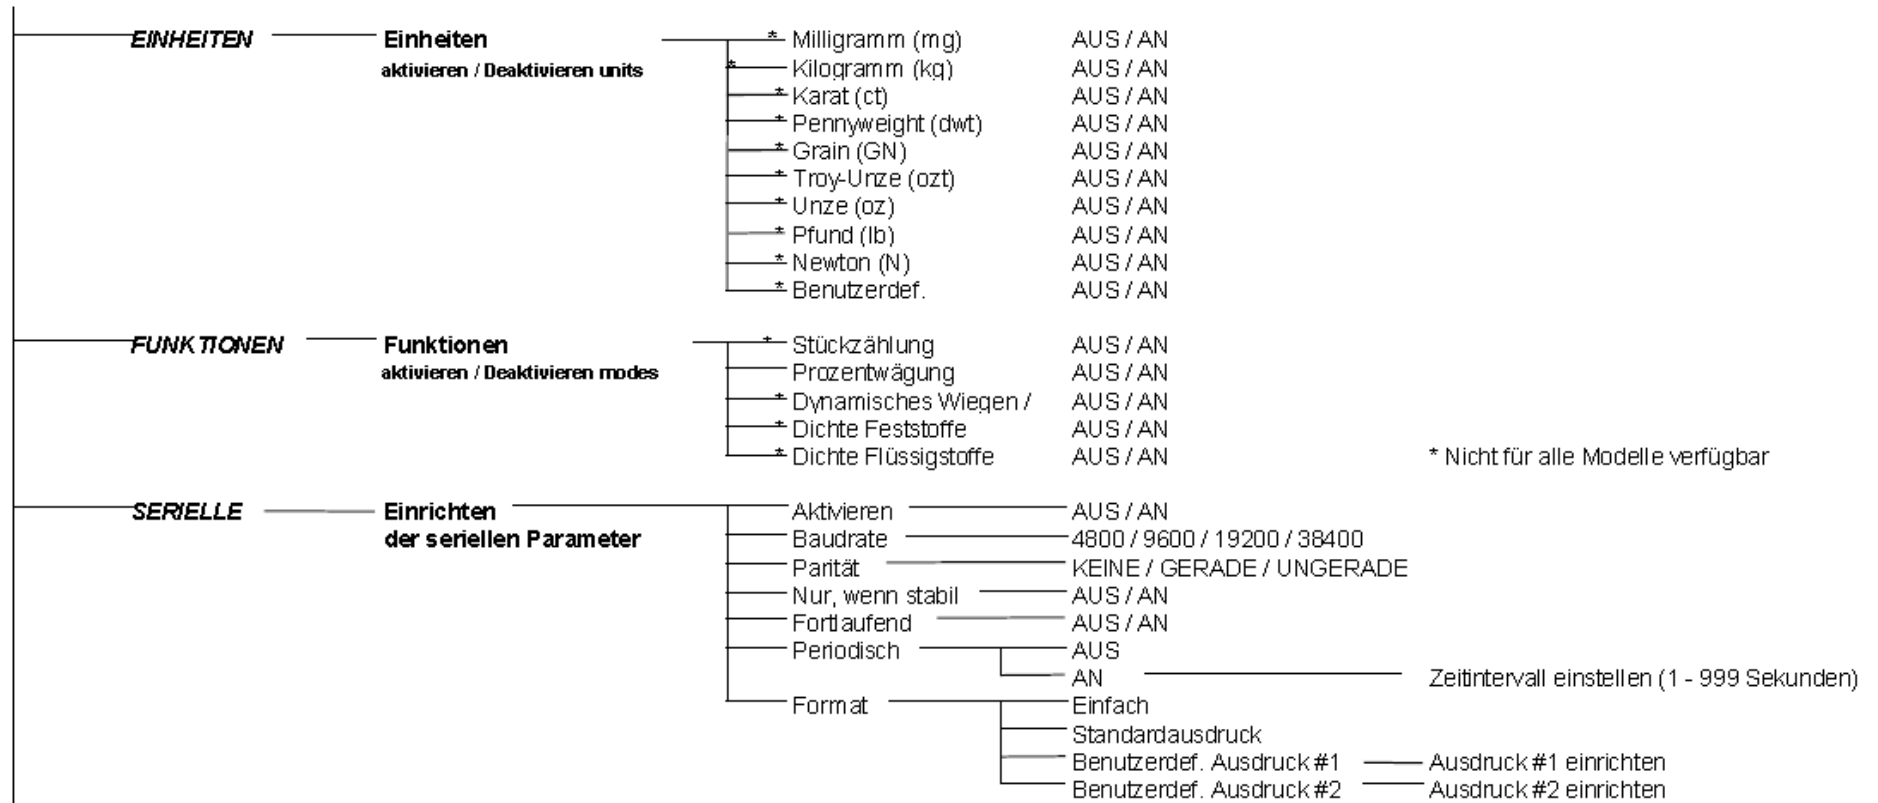 EINHEITEN Einheiten * Milligramm (mg) AUS / AN
aktivieren / Deaktivieren units * Kilogramm (kg) AUS / AN
* Karat (ct) AUS / AN
* Pennyweight (dwt) AUS / AN
* Grain (GN) AUS / AN
* Troy-Unze (ozt) AUS / AN
* Unze (oz) AUS / AN
* Pfund (lb) AUS / AN
* Newton (N) AUS / AN
* Benutzerdef. AUS / AN
FUNKTIONEN Funktionen * Stückzählung AUS / AN
aktivieren / Deaktivieren modes Prozentwägung AUS / AN
* Dynamisches Wiegen / AUS / AN
* Dichte Feststoffe AUS / AN
* Dichte Flüssigstoffe AUS / AN * Nicht für alle Modelle verfügbar
SERIELLE Einrichten Aktivieren AUS / AN
der seriellen Parameter Baudrate 4800 / 9600 / 19200 / 38400
Parität KEINE / GERADE / UNGERADE
Nur, wenn stabil AUS / AN
Fortlaufend AUS / AN
Periodisch AUS
AN Zeitintervall einstellen (1 - 999 Sekunden)
Format Einfach
Standardausdruck
Benutzerdef. Ausdruck #1 Ausdruck #1 einrichten
Benutzerdef. Ausdruck #2 Ausdruck #2 einrichten